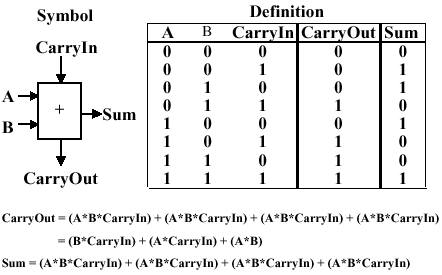 Symbol
Definition
CarryIn
A
B
+
Sum
CarryOut
A B CarryIn CarryOut Sum
0 0 0 0 0
0 0 1 0 1
0 1 0 0 1
0 1 1 1 0
1 0 0 0 1
1 0 1 1 0
1 1 0 1 0
1 1 1 1 1
CarryOut = (A*B*CarryIn) + (A*B*CarryIn) + (A*B*CarryIn) + (A*B*CarryIn)
= (B*CarryIn) + (A*CarryIn) + (A*B)
Sum = (A*B*CarryIn) + (A*B*CarryIn) + (A*B*CarryIn) + (A*B*CarryIn)